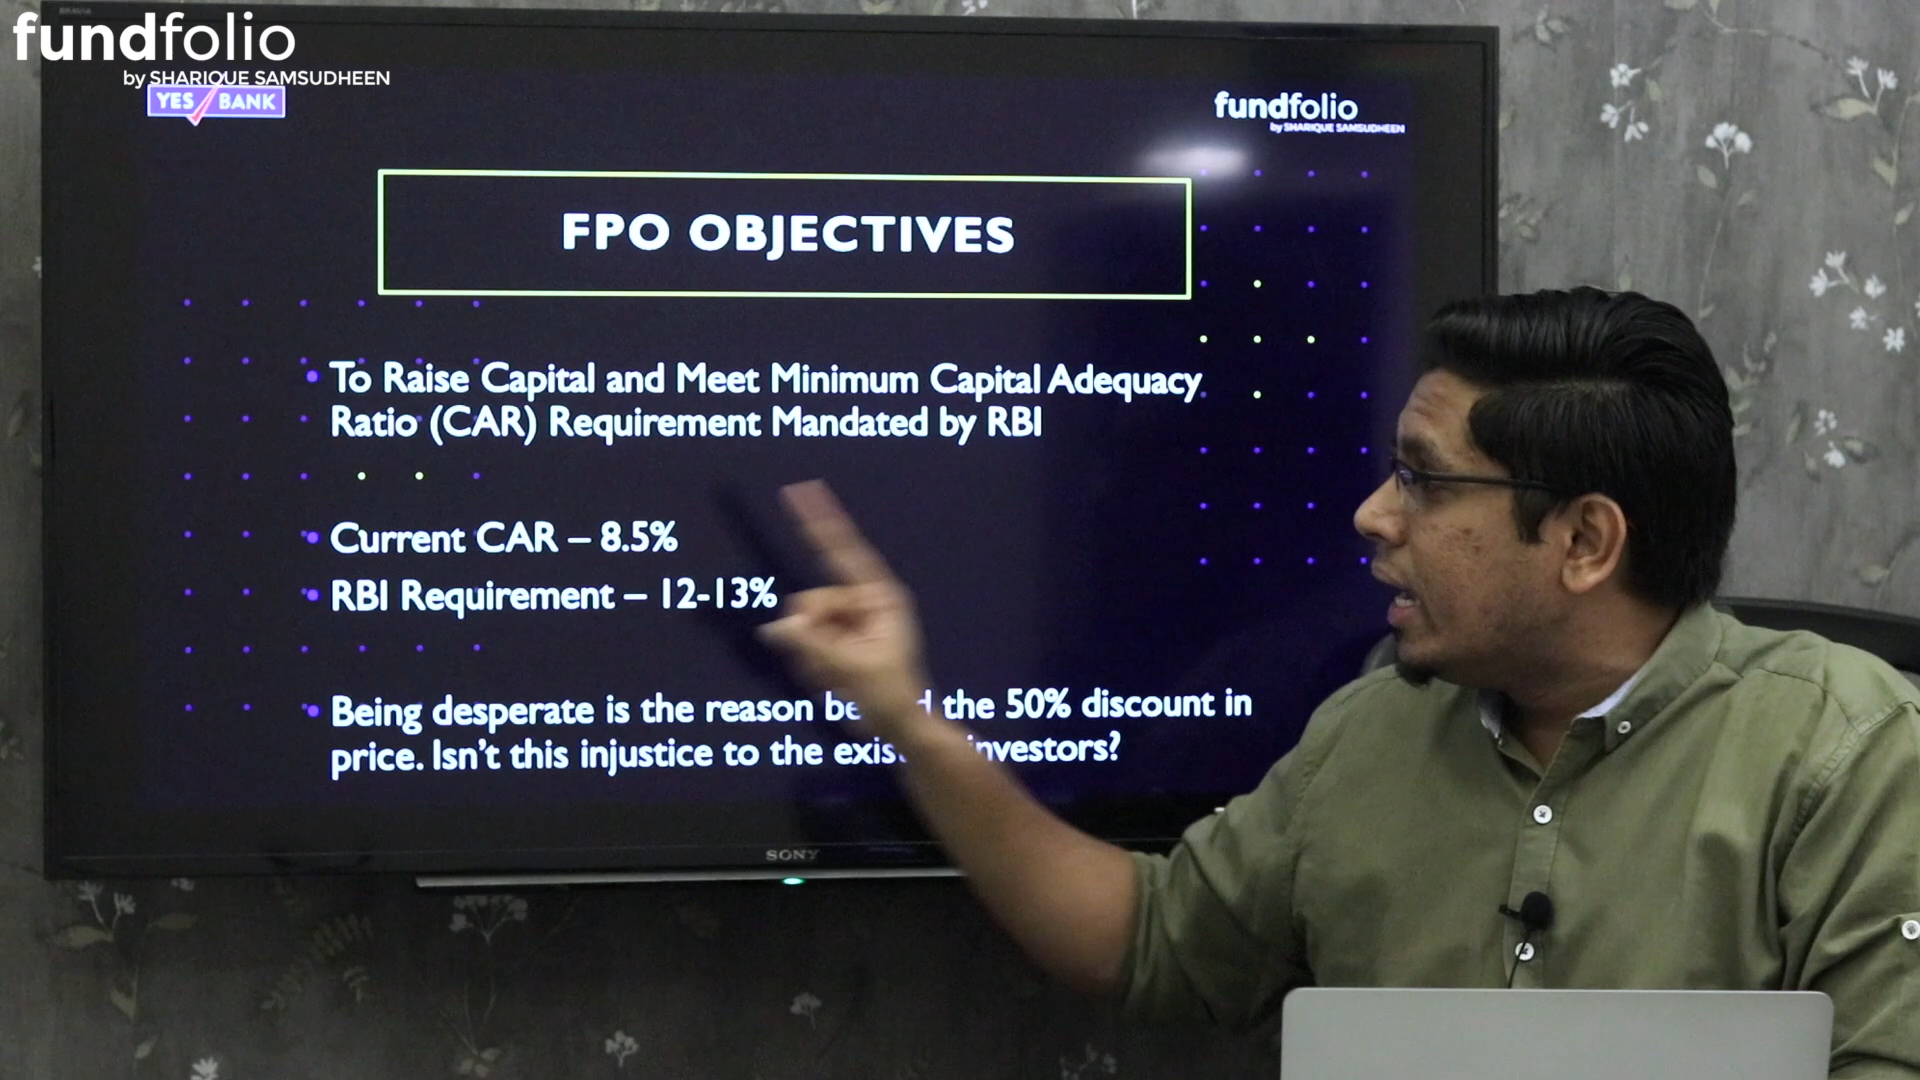 fundfolio
by SHARIQUE SAMSUDHEEN
YES BANK
fundfolio
by SHARIQUE SAMSUDHEEN
FPO OBJECTIVES
• To Raise Capital and Meet Minimum Capital Adequacy
Ratio (CAR) Requirement Mandated by RBI
• Current CAR – 8.5%
• RBI Requirement – 12-13%
• Being desperate is the reason the 50% discount in
price. Isn't this injustice to the investors?
SONY